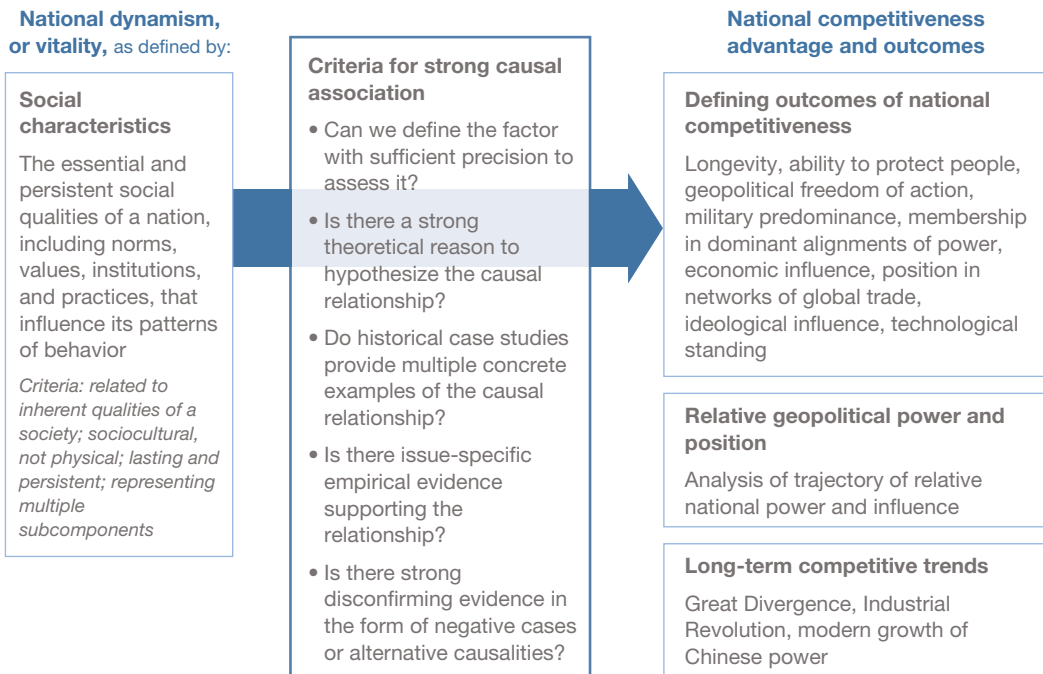 National dynamism,
or vitality, as defined by:
Social
characteristics
The essential and
persistent social
qualities of a nation,
including norms,
values, institutions,
and practices, that
influence its patterns
of behavior
Criteria: related to
inherent qualities of a
society; sociocultural,
not physical; lasting and
persistent; representing
multiple
subcomponents
Criteria for strong causal
association
• Can we define the factor
with sufficient precision to
assess it?
• Is there a strong
theoretical reason to
hypothesize the causal
relationship?
• Do historical case studies
provide multiple concrete
examples of the causal
relationship?
• Is there issue-specific
empirical evidence
supporting the
relationship?
• Is there strong
disconfirming evidence in
the form of negative cases
or alternative causalities?
National competitiveness
advantage and outcomes
Defining outcomes of national
competitiveness
Longevity, ability to protect people,
geopolitical freedom of action,
military predominance, membership
in dominant alignments of power,
economic influence, position in
networks of global trade,
ideological influence, technological
standing
Relative geopolitical power and
position
Analysis of trajectory of relative
national power and influence
Long-term competitive trends
Great Divergence, Industrial
Revolution, modern growth of
Chinese power